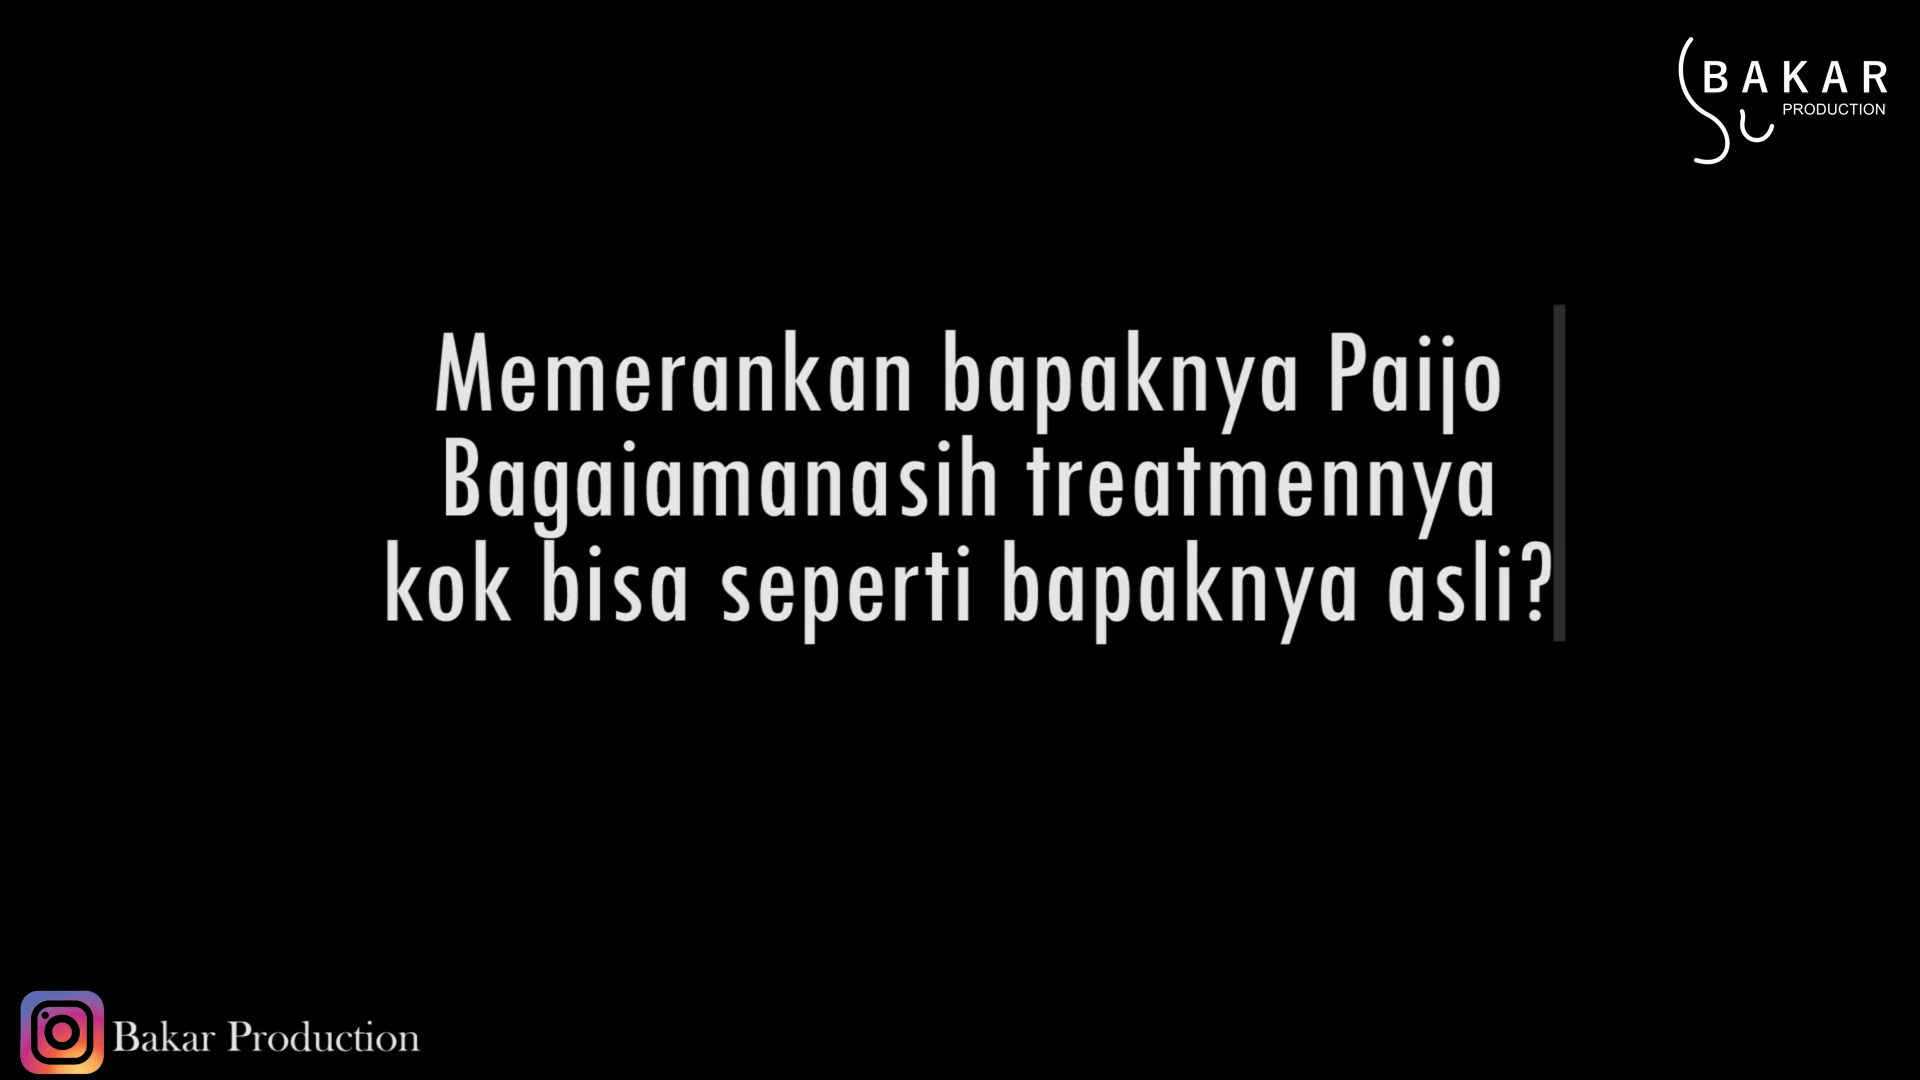 BAKAR
PRODUCTION
Memerankan bapaknya Paijo
Bagaiamanasih treatmennya
kok bisa seperti bapaknya asli?
Bakar Production